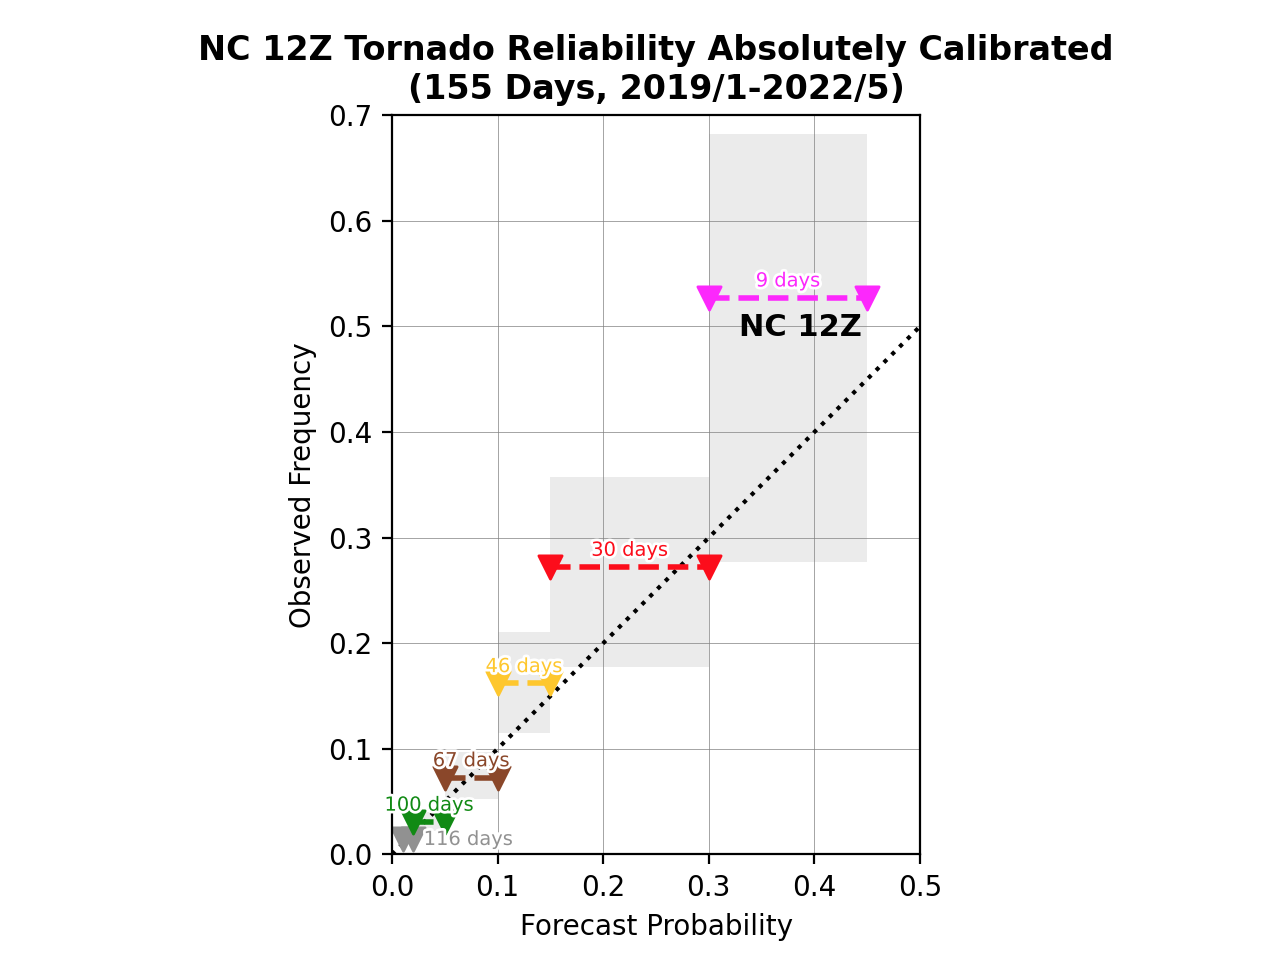 NC 12Z Tornado Reliability Absolutely Calibrated
(155 Days, 2019/1-2022/5)
0.7
0.6
0.5
0.4
0.3
0.2
0.1
0.0
Observed Frequency
9 days
NC 12Z
30 days
46 days
67 days
100 days
116 days
0.0 0.1 0.2 0.3 0.4 0.5
Forecast Probability